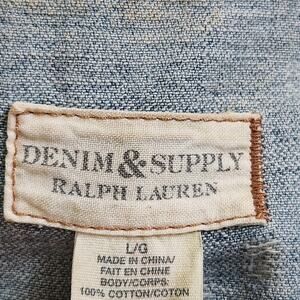 DENIM & SUPPLY
RALPH LAUREN
L/G
MADE IN CHINA/
FAIT EN CHINE
BODY/CORPS:
100% COTTON/COTON